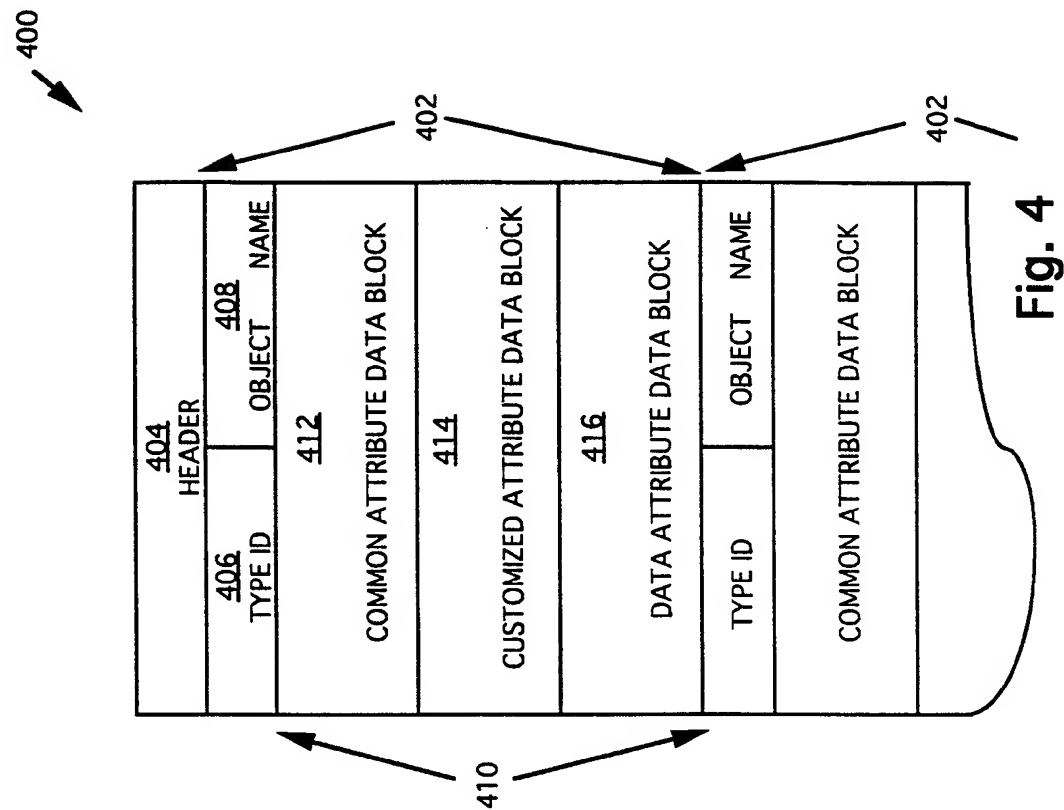 400
404
HEADER
402
406 408
TYPE ID OBJECT NAME
412
COMMON ATTRIBUTE DATA BLOCK
410
414
CUSTOMIZED ATTRIBUTE DATA BLOCK
416
DATA ATTRIBUTE DATA BLOCK
402
TYPE ID OBJECT NAME
COMMON ATTRIBUTE DATA BLOCK
Fig. 4